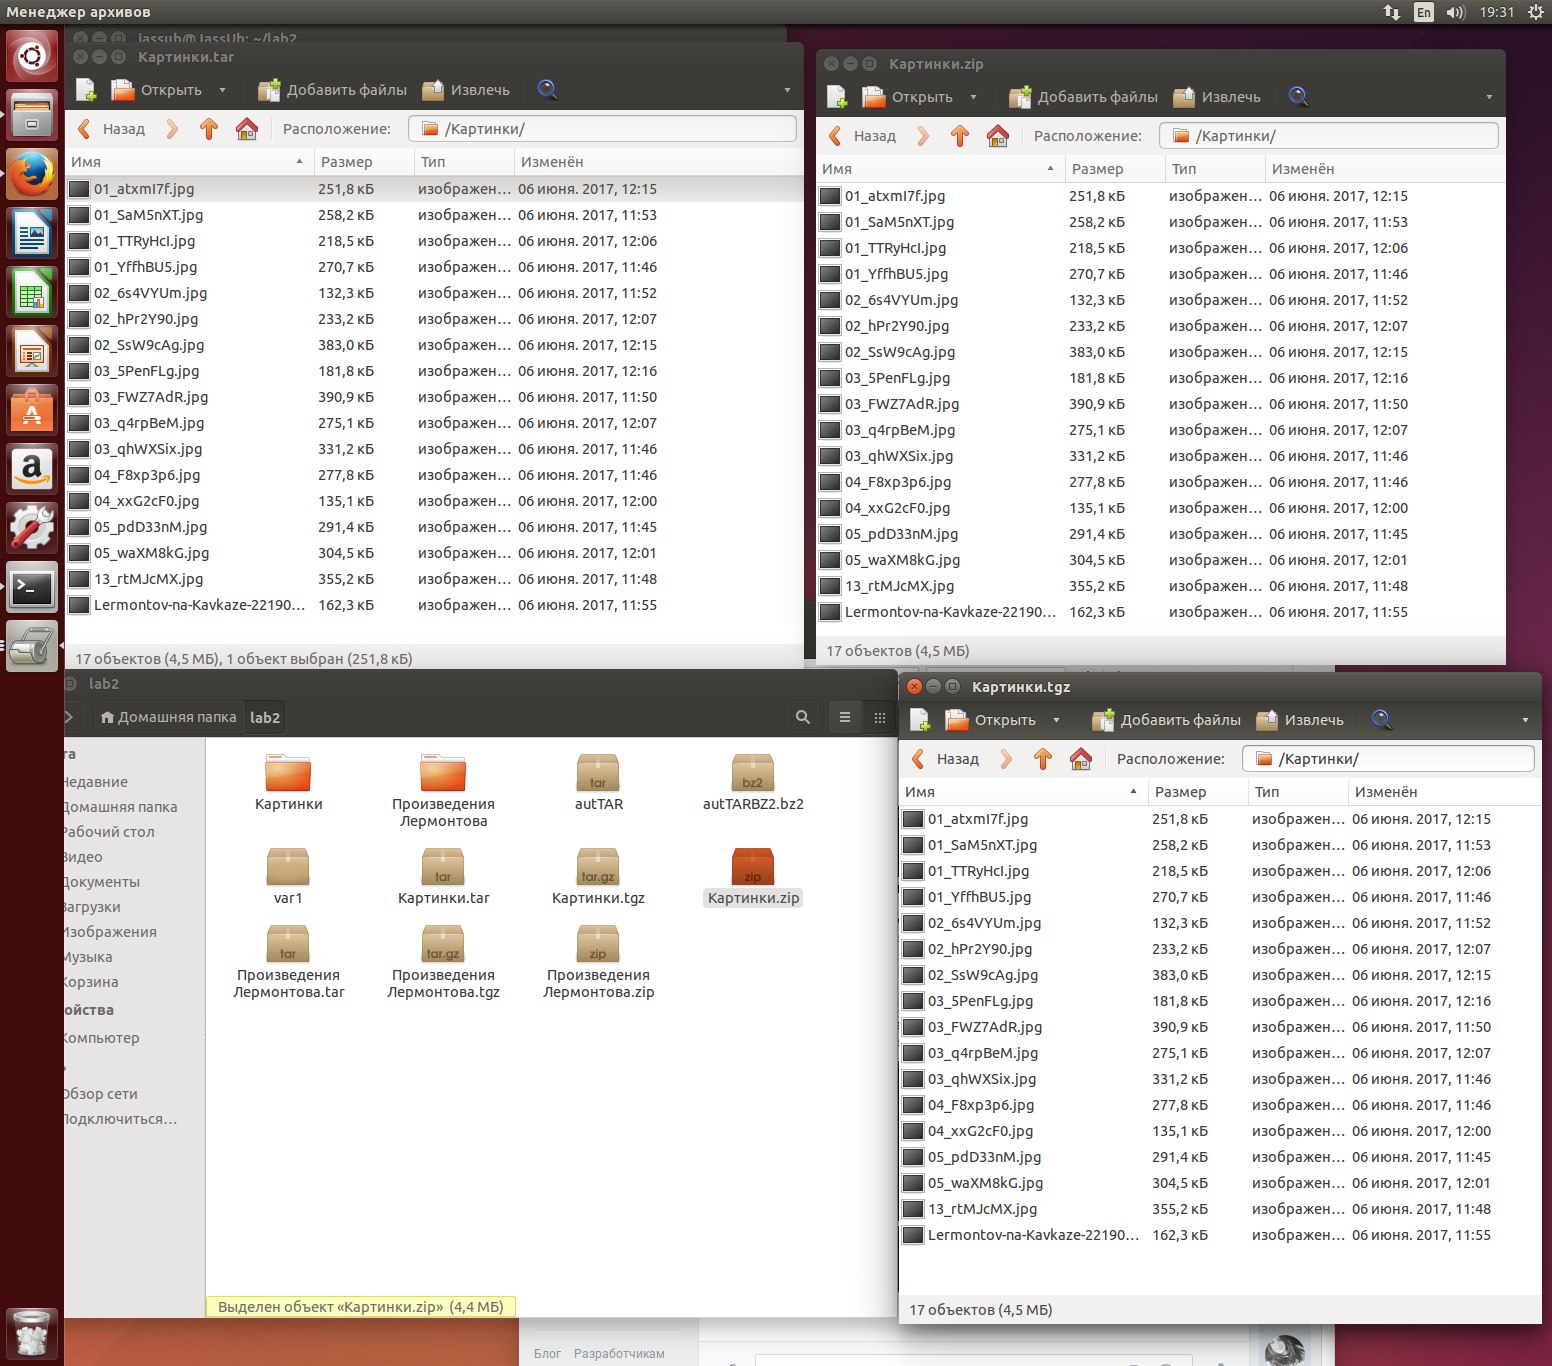 Менеджер архивов
En
19:31
jassub@JassUb: ~/lab2
Картинки.tar
Открыть Добавить файлы Извлечь
Назад Расположение: /Картинки/
Имя Размер Тип Изменён
01_atxmI7f.jpg 251,8 кБ изображен… 06 июня. 2017, 12:15
01_SaM5nXT.jpg 258,2 кБ изображен… 06 июня. 2017, 11:53
01_TTRyHcI.jpg 218,5 кБ изображен… 06 июня. 2017, 12:06
01_YffhBU5.jpg 270,7 кБ изображен… 06 июня. 2017, 11:46
02_6s4VYUm.jpg 132,3 кБ изображен… 06 июня. 2017, 11:52
02_hPr2Y90.jpg 233,2 кБ изображен… 06 июня. 2017, 12:07
02_SsW9cAg.jpg 383,0 кБ изображен… 06 июня. 2017, 12:15
03_5PenFLg.jpg 181,8 кБ изображен… 06 июня. 2017, 12:16
03_FWZ7AdR.jpg 390,9 кБ изображен… 06 июня. 2017, 11:50
03_q4rpBeM.jpg 275,1 кБ изображен… 06 июня. 2017, 12:07
03_qhWXSix.jpg 331,2 кБ изображен… 06 июня. 2017, 11:46
04_F8xp3p6.jpg 277,8 кБ изображен… 06 июня. 2017, 11:46
04_xxG2cF0.jpg 135,1 кБ изображен… 06 июня. 2017, 12:00
05_pdD33nM.jpg 291,4 кБ изображен… 06 июня. 2017, 11:45
05_waXM8kG.jpg 304,5 кБ изображен… 06 июня. 2017, 12:01
13_rtMJcMX.jpg 355,2 кБ изображен… 06 июня. 2017, 11:48
Lermontov-na-Kavkaze-22190… 162,3 кБ изображен… 06 июня. 2017, 11:55
17 объектов (4,5 МБ), 1 объект выбран (251,8 кБ)
Картинки.zip
Открыть Добавить файлы Извлечь
Назад Расположение: /Картинки/
Имя Размер Тип Изменён
01_atxmI7f.jpg 251,8 кБ изображен… 06 июня. 2017, 12:15
01_SaM5nXT.jpg 258,2 кБ изображен… 06 июня. 2017, 11:53
01_TTRyHcI.jpg 218,5 кБ изображен… 06 июня. 2017, 12:06
01_YffhBU5.jpg 270,7 кБ изображен… 06 июня. 2017, 11:46
02_6s4VYUm.jpg 132,3 кБ изображен… 06 июня. 2017, 11:52
02_hPr2Y90.jpg 233,2 кБ изображен… 06 июня. 2017, 12:07
02_SsW9cAg.jpg 383,0 кБ изображен… 06 июня. 2017, 12:15
03_5PenFLg.jpg 181,8 кБ изображен… 06 июня. 2017, 12:16
03_FWZ7AdR.jpg 390,9 кБ изображен… 06 июня. 2017, 11:50
03_q4rpBeM.jpg 275,1 кБ изображен… 06 июня. 2017, 12:07
03_qhWXSix.jpg 331,2 кБ изображен… 06 июня. 2017, 11:46
04_F8xp3p6.jpg 277,8 кБ изображен… 06 июня. 2017, 11:46
04_xxG2cF0.jpg 135,1 кБ изображен… 06 июня. 2017, 12:00
05_pdD33nM.jpg 291,4 кБ изображен… 06 июня. 2017, 11:45
05_waXM8kG.jpg 304,5 кБ изображен… 06 июня. 2017, 12:01
13_rtMJcMX.jpg 355,2 кБ изображен… 06 июня. 2017, 11:48
Lermontov-na-Kavkaze-22190… 162,3 кБ изображен… 06 июня. 2017, 11:55
17 объектов (4,5 МБ)
lab2
Домашняя папка lab2
та
Недавние
Домашняя папка
Рабочий стол
Видео
Документы
Загрузки
Изображения
Музыка
Корзина
ойства
Компьютер
Обзор сети
Подключиться…
tar bz2
Картинки Произведения Лермонтова autTAR autTARBZ2.bz2
tar tar.gz zip
var1 Картинки.tar Картинки.tgz Картинки.zip
tar tar.gz zip
Произведения Лермонтова.tar Произведения Лермонтова.tgz Произведения Лермонтова.zip
Выделен объект «Картинки.zip» (4,4 МБ)
Картинки.tgz
Открыть Добавить файлы Извлечь
Назад Расположение: /Картинки/
Имя Размер Тип Изменён
01_atxmI7f.jpg 251,8 кБ изображен… 06 июня. 2017, 12:15
01_SaM5nXT.jpg 258,2 кБ изображен… 06 июня. 2017, 11:53
01_TTRyHcI.jpg 218,5 кБ изображен… 06 июня. 2017, 12:06
01_YffhBU5.jpg 270,7 кБ изображен… 06 июня. 2017, 11:46
02_6s4VYUm.jpg 132,3 кБ изображен… 06 июня. 2017, 11:52
02_hPr2Y90.jpg 233,2 кБ изображен… 06 июня. 2017, 12:07
02_SsW9cAg.jpg 383,0 кБ изображен… 06 июня. 2017, 12:15
03_5PenFLg.jpg 181,8 кБ изображен… 06 июня. 2017, 12:16
03_FWZ7AdR.jpg 390,9 кБ изображен… 06 июня. 2017, 11:50
03_q4rpBeM.jpg 275,1 кБ изображен… 06 июня. 2017, 12:07
03_qhWXSix.jpg 331,2 кБ изображен… 06 июня. 2017, 11:46
04_F8xp3p6.jpg 277,8 кБ изображен… 06 июня. 2017, 11:46
04_xxG2cF0.jpg 135,1 кБ изображен… 06 июня. 2017, 12:00
05_pdD33nM.jpg 291,4 кБ изображен… 06 июня. 2017, 11:45
05_waXM8kG.jpg 304,5 кБ изображен… 06 июня. 2017, 12:01
13_rtMJcMX.jpg 355,2 кБ изображен… 06 июня. 2017, 11:48
Lermontov-na-Kavkaze-22190… 162,3 кБ изображен… 06 июня. 2017, 11:55
17 объектов (4,5 МБ)
Блог Разработчикам